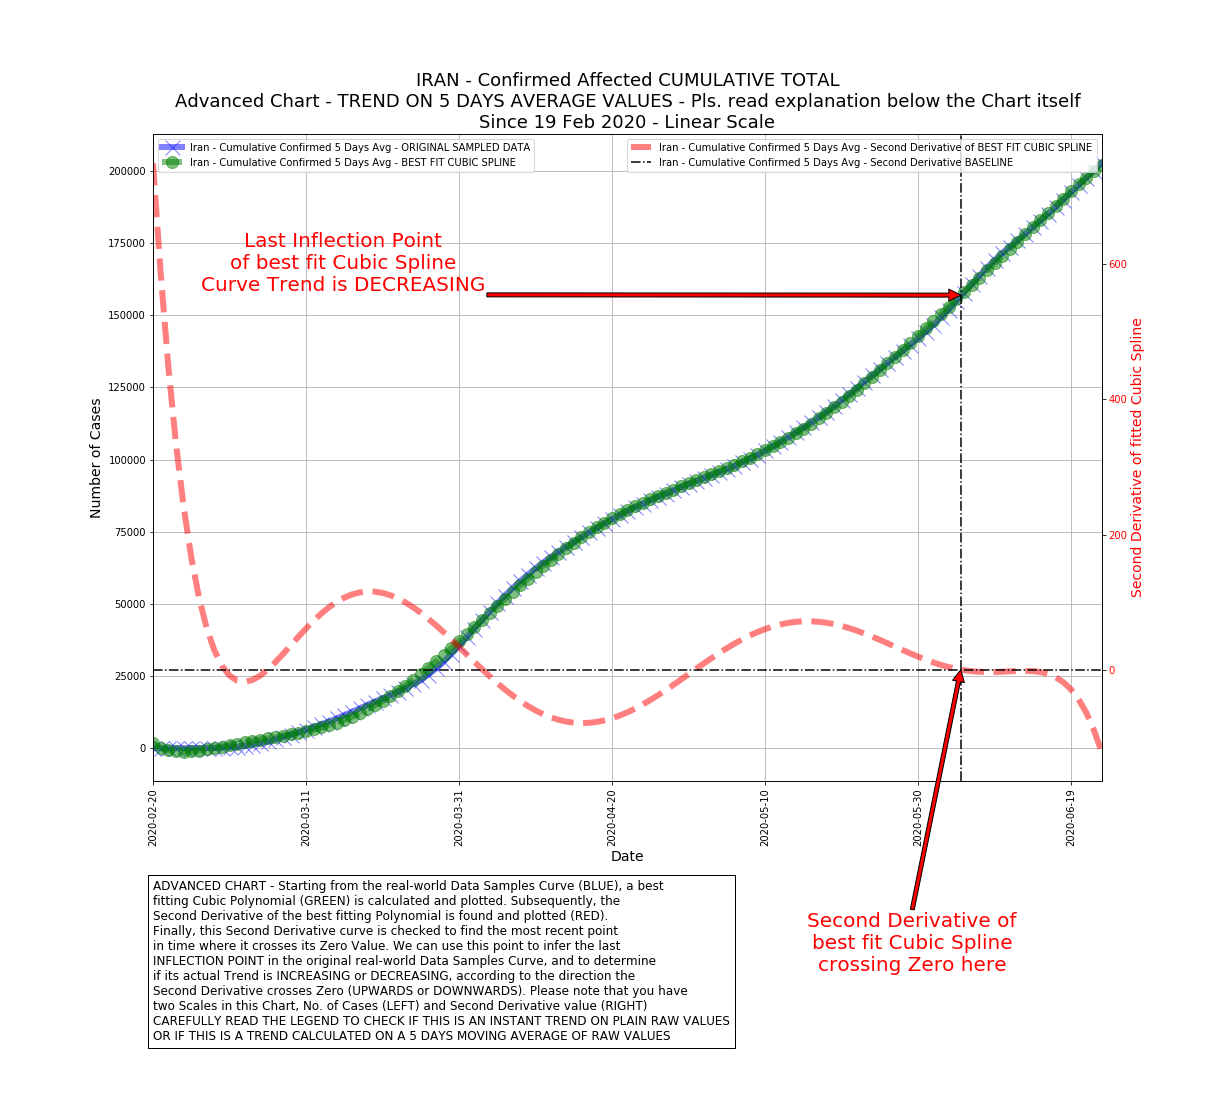 IRAN - Confirmed Affected CUMULATIVE TOTAL
Advanced Chart - TREND ON 5 DAYS AVERAGE VALUES - Pls. read explanation below the Chart itself
Since 19 Feb 2020 - Linear Scale
Iran - Cumulative Confirmed 5 Days Avg - ORIGINAL SAMPLED DATA
Iran - Cumulative Confirmed 5 Days Avg - BEST FIT CUBIC SPLINE
Iran - Cumulative Confirmed 5 Days Avg - Second Derivative of BEST FIT CUBIC SPLINE
Iran - Cumulative Confirmed 5 Days Avg - Second Derivative BASELINE
Last Inflection Point
of best fit Cubic Spline
Curve Trend is DECREASING
Number of Cases
200000
175000
150000
125000
100000
75000
50000
25000
0
600
400
200
0
Second Derivative of fitted Cubic Spline
2020-02-20
2020-03-11
2020-03-31
2020-04-20
2020-05-10
2020-05-30
2020-06-19
Date
Second Derivative of
best fit Cubic Spline
crossing Zero here
ADVANCED CHART - Starting from the real-world Data Samples Curve (BLUE), a best
fitting Cubic Polynomial (GREEN) is calculated and plotted. Subsequently, the
Second Derivative of the best fitting Polynomial is found and plotted (RED).
Finally, this Second Derivative curve is checked to find the most recent point
in time where it crosses its Zero Value. We can use this point to infer the last
INFLECTION POINT in the original real-world Data Samples Curve, and to determine
if its actual Trend is INCREASING or DECREASING, according to the direction the
Second Derivative crosses Zero (UPWARDS or DOWNWARDS). Please note that you have
two Scales in this Chart, No. of Cases (LEFT) and Second Derivative value (RIGHT)
CAREFULLY READ THE LEGEND TO CHECK IF THIS IS AN INSTANT TREND ON PLAIN RAW VALUES
OR IF THIS IS A TREND CALCULATED ON A 5 DAYS MOVING AVERAGE OF RAW VALUES